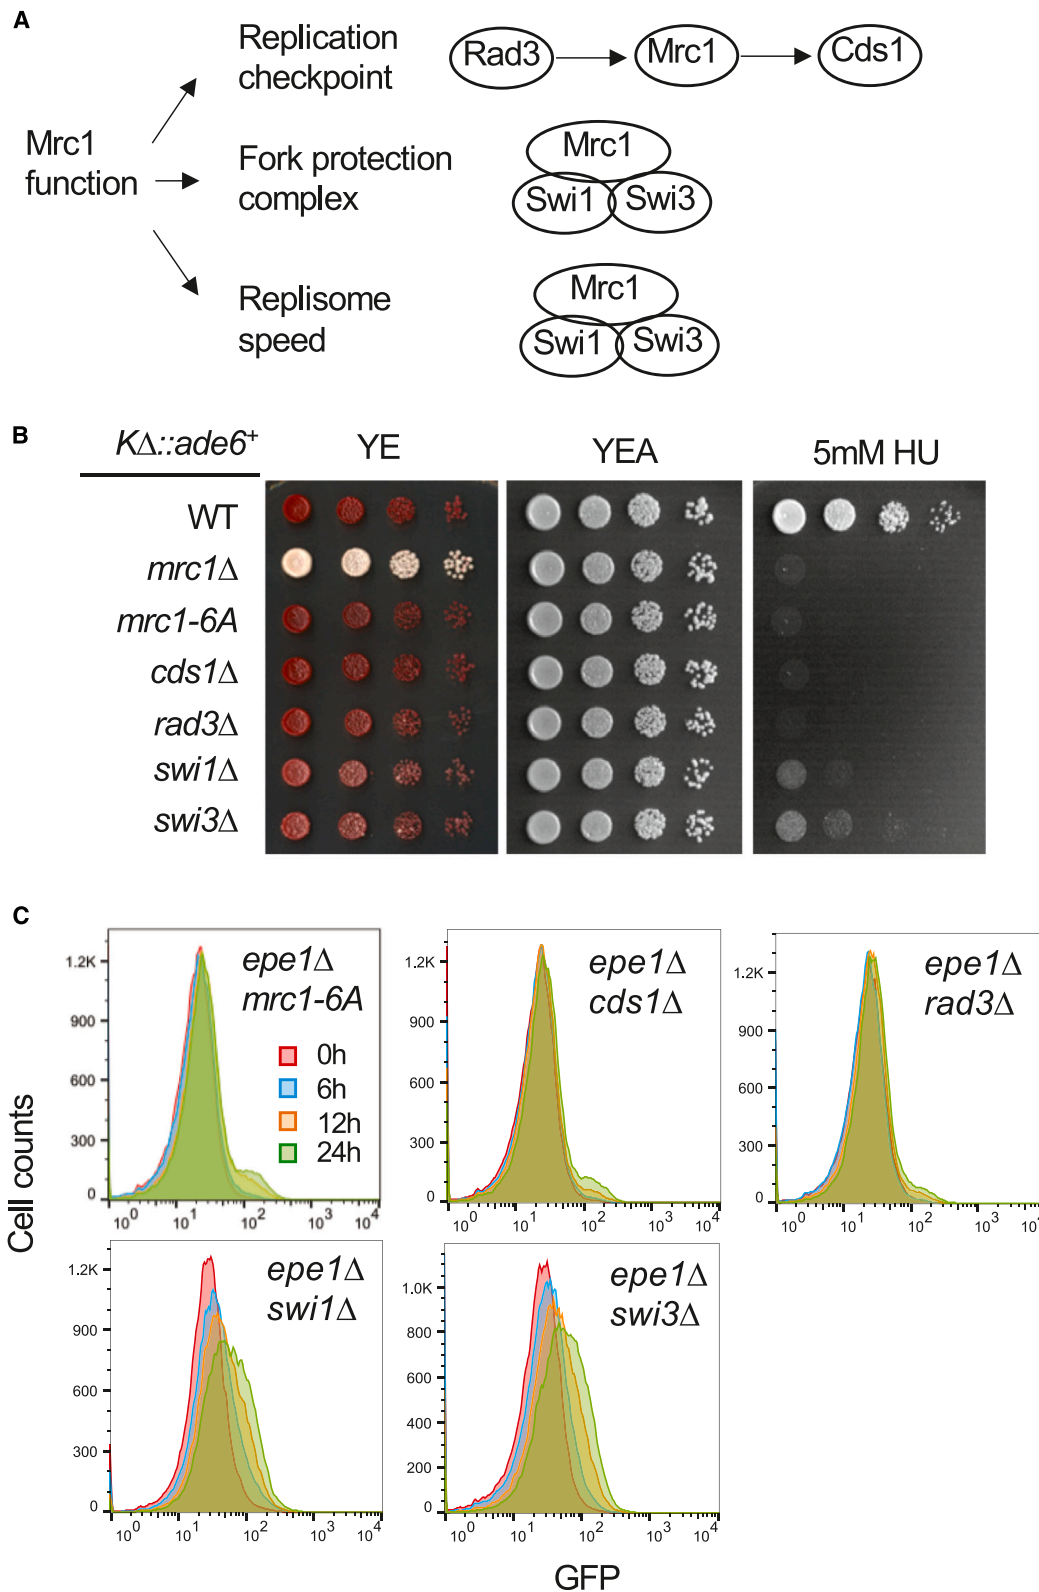 A
Replication
checkpoint
Rad3
Mrc1
Cds1
Mrc1
function
Fork protection
complex
Mrc1
Swi1
Swi3
Replisome
speed
Mrc1
Swi1
Swi3
B
KΔ::ade6+
YE
YEA
5mM HU
WT
mrc1Δ
mrc1-6A
cds1Δ
rad3Δ
swi1Δ
swi3Δ
C
Cell counts
epe1Δ
mrc1-6A
0h
6h
12h
24h
1.2K
900
600
300
0
10^0 10^1 10^2 10^3 10^4
epe1Δ
cds1Δ
1.2K
900
600
300
0
10^0 10^1 10^2 10^3 10^4
epe1Δ
rad3Δ
1.2K
900
600
300
0
10^0 10^1 10^2 10^3 10^4
epe1Δ
swi1Δ
1.2K
900
600
300
0
10^0 10^1 10^2 10^3 10^4
epe1Δ
swi3Δ
1.0K
800
600
400
200
0
10^0 10^1 10^2 10^3 10^4
GFP